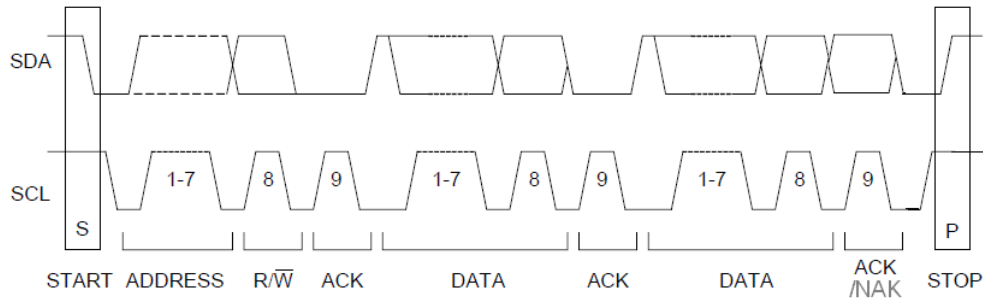 SDA
SCL
1-7 8 9 1-7 8 9 1-7 8 9
S P
START ADDRESS R/W̅ ACK DATA ACK DATA ACK STOP
/NAK